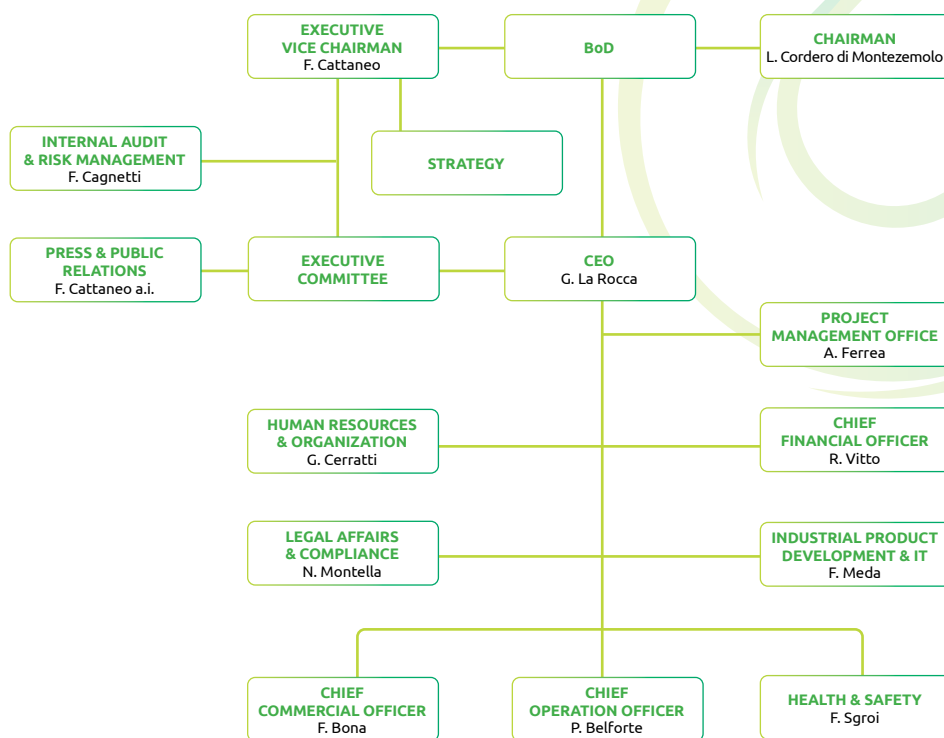 EXECUTIVE
VICE CHAIRMAN
F. Cattaneo
BoD
CHAIRMAN
L. Cordero di Montezemolo
INTERNAL AUDIT
& RISK MANAGEMENT
F. Cagnetti
STRATEGY
PRESS & PUBLIC
RELATIONS
F. Cattaneo a.i.
EXECUTIVE
COMMITTEE
CEO
G. La Rocca
PROJECT
MANAGEMENT OFFICE
A. Ferrea
HUMAN RESOURCES
& ORGANIZATION
G. Cerratti
CHIEF
FINANCIAL OFFICER
R. Vitto
LEGAL AFFAIRS
& COMPLIANCE
N. Montella
INDUSTRIAL PRODUCT
DEVELOPMENT & IT
F. Meda
CHIEF
COMMERCIAL OFFICER
F. Bona
CHIEF
OPERATION OFFICER
P. Belforte
HEALTH & SAFETY
F. Sgroi